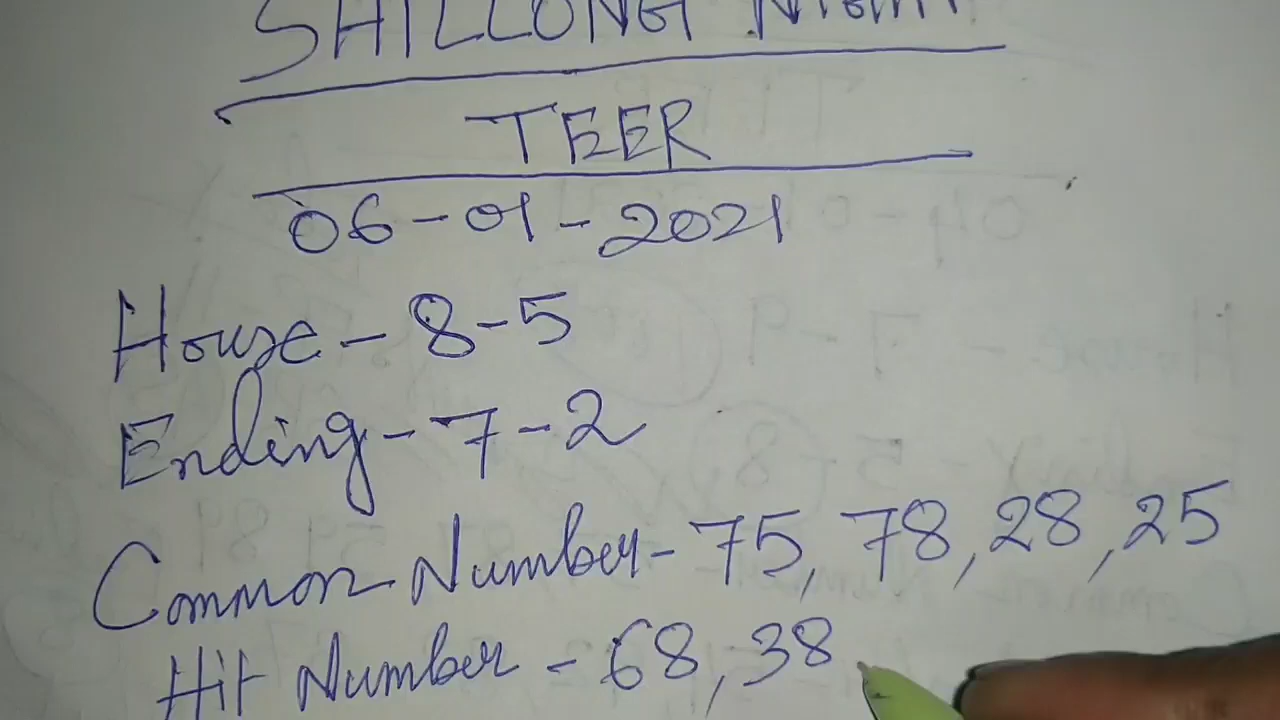 SHILLONG NIGHT
TEER
06-01-2021
House - 8-5
Ending - 7-2
Common Number - 75, 78, 28, 25
Hit Number - 68, 38